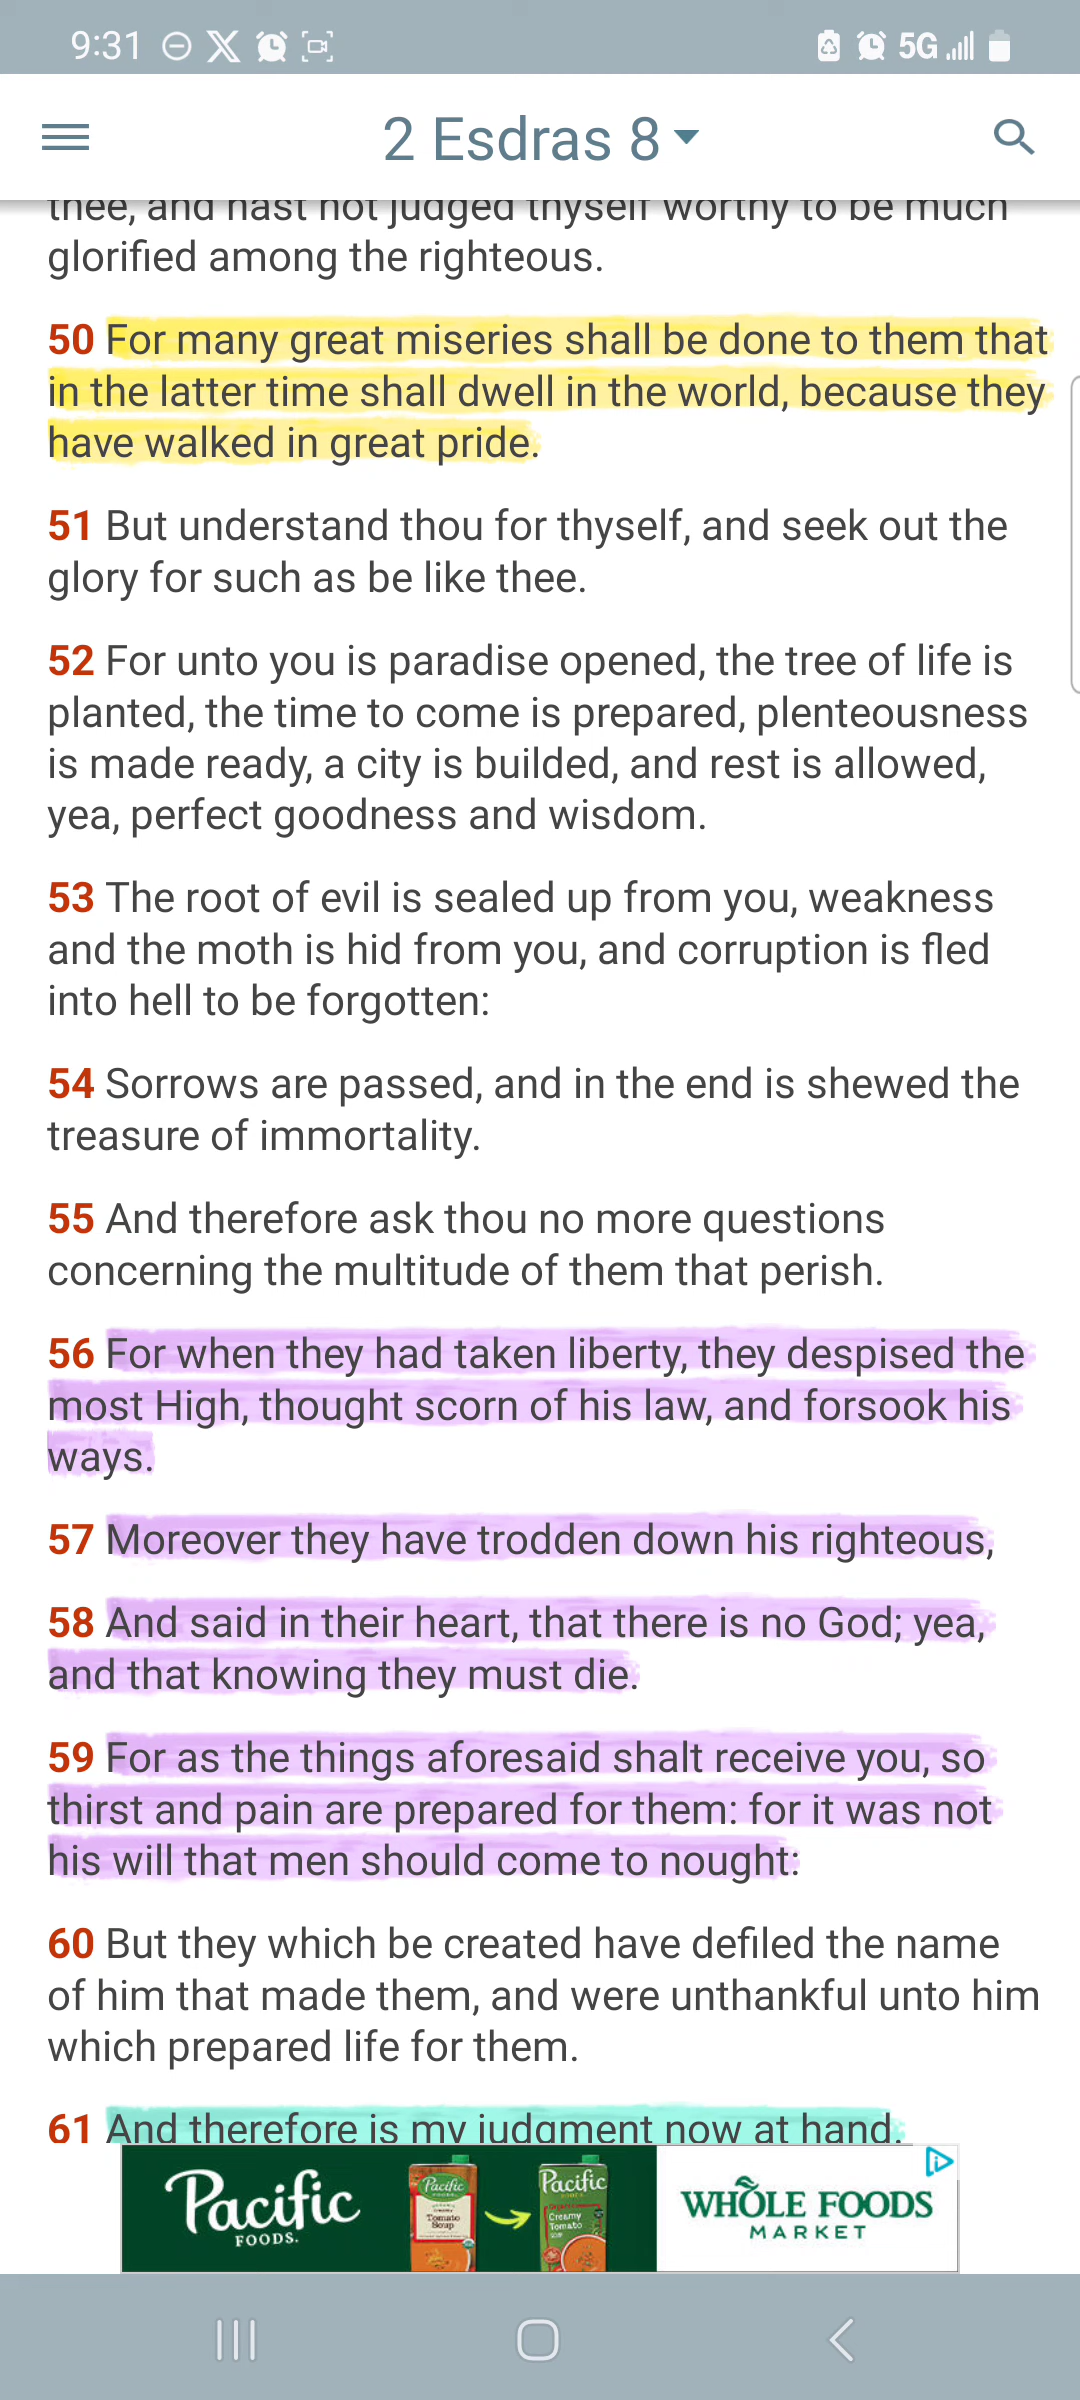 9:31
5G
2 Esdras 8
thee, and hast not judged thyself worthy to be much
glorified among the righteous.
50 For many great miseries shall be done to them that
in the latter time shall dwell in the world, because they
have walked in great pride.
51 But understand thou for thyself, and seek out the
glory for such as be like thee.
52 For unto you is paradise opened, the tree of life is
planted, the time to come is prepared, plenteousness
is made ready, a city is builded, and rest is allowed,
yea, perfect goodness and wisdom.
53 The root of evil is sealed up from you, weakness
and the moth is hid from you, and corruption is fled
into hell to be forgotten:
54 Sorrows are passed, and in the end is shewed the
treasure of immortality.
55 And therefore ask thou no more questions
concerning the multitude of them that perish.
56 For when they had taken liberty, they despised the
most High, thought scorn of his law, and forsook his
ways.
57 Moreover they have trodden down his righteous,
58 And said in their heart, that there is no God; yea,
and that knowing they must die.
59 For as the things aforesaid shalt receive you, so
thirst and pain are prepared for them: for it was not
his will that men should come to nought:
60 But they which be created have defiled the name
of him that made them, and were unthankful unto him
which prepared life for them.
61 And therefore is my judgment now at hand.
Pacific
FOODS.
Pacific
Tomato
Soup
Pacific
Creamy
Tomato
WHOLE FOODS
MARKET